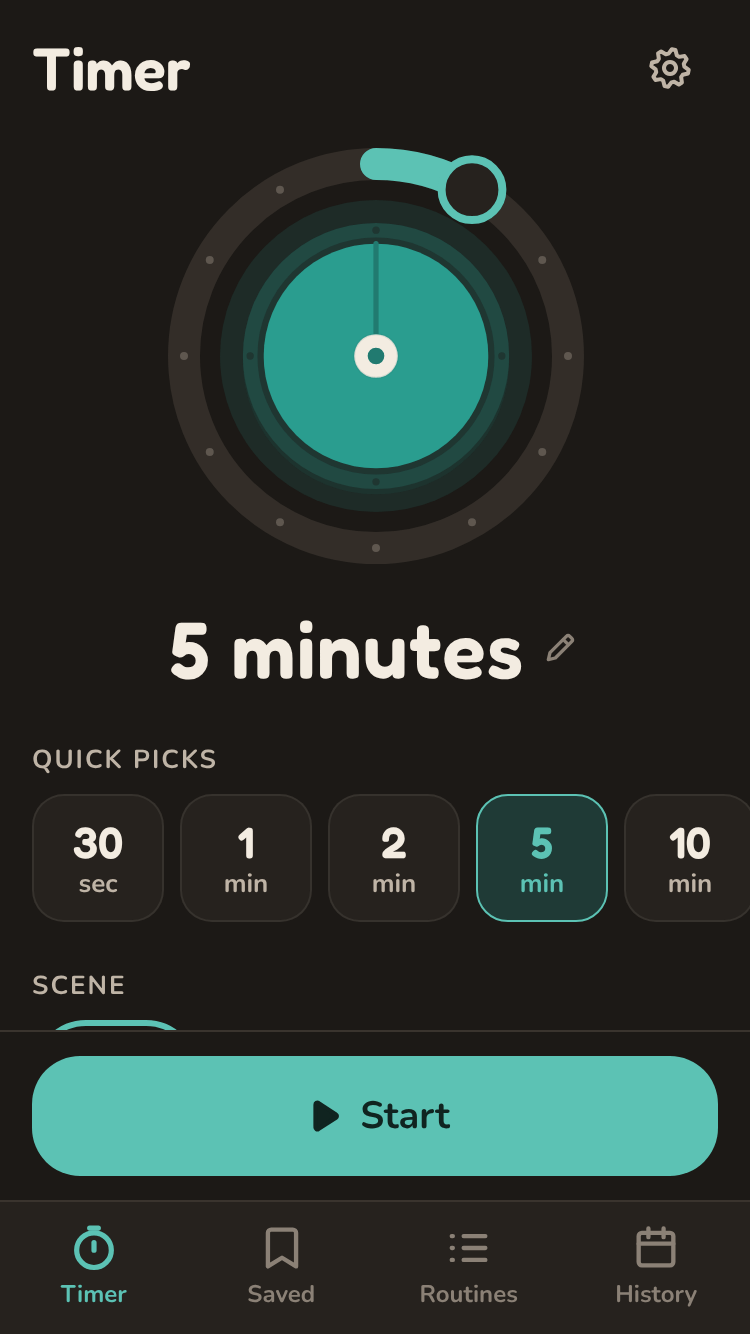 Timer
5 minutes
QUICK PICKS
30 sec
1 min
2 min
5 min
10 min
SCENE
Start
Timer
Saved
Routines
History